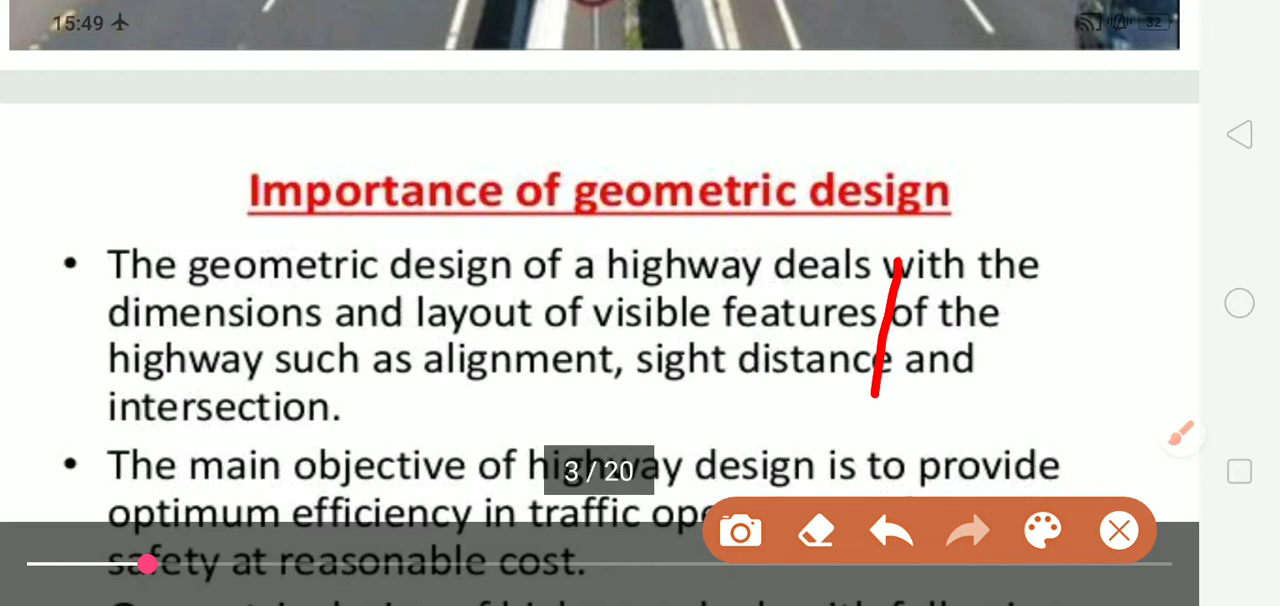 15:49
32
Importance of geometric design
• The geometric design of a highway deals with the
dimensions and layout of visible features of the
highway such as alignment, sight distance and
intersection.
• The main objective of highway design is to provide
3 / 20
optimum efficiency in traffic
safety at reasonable cost.